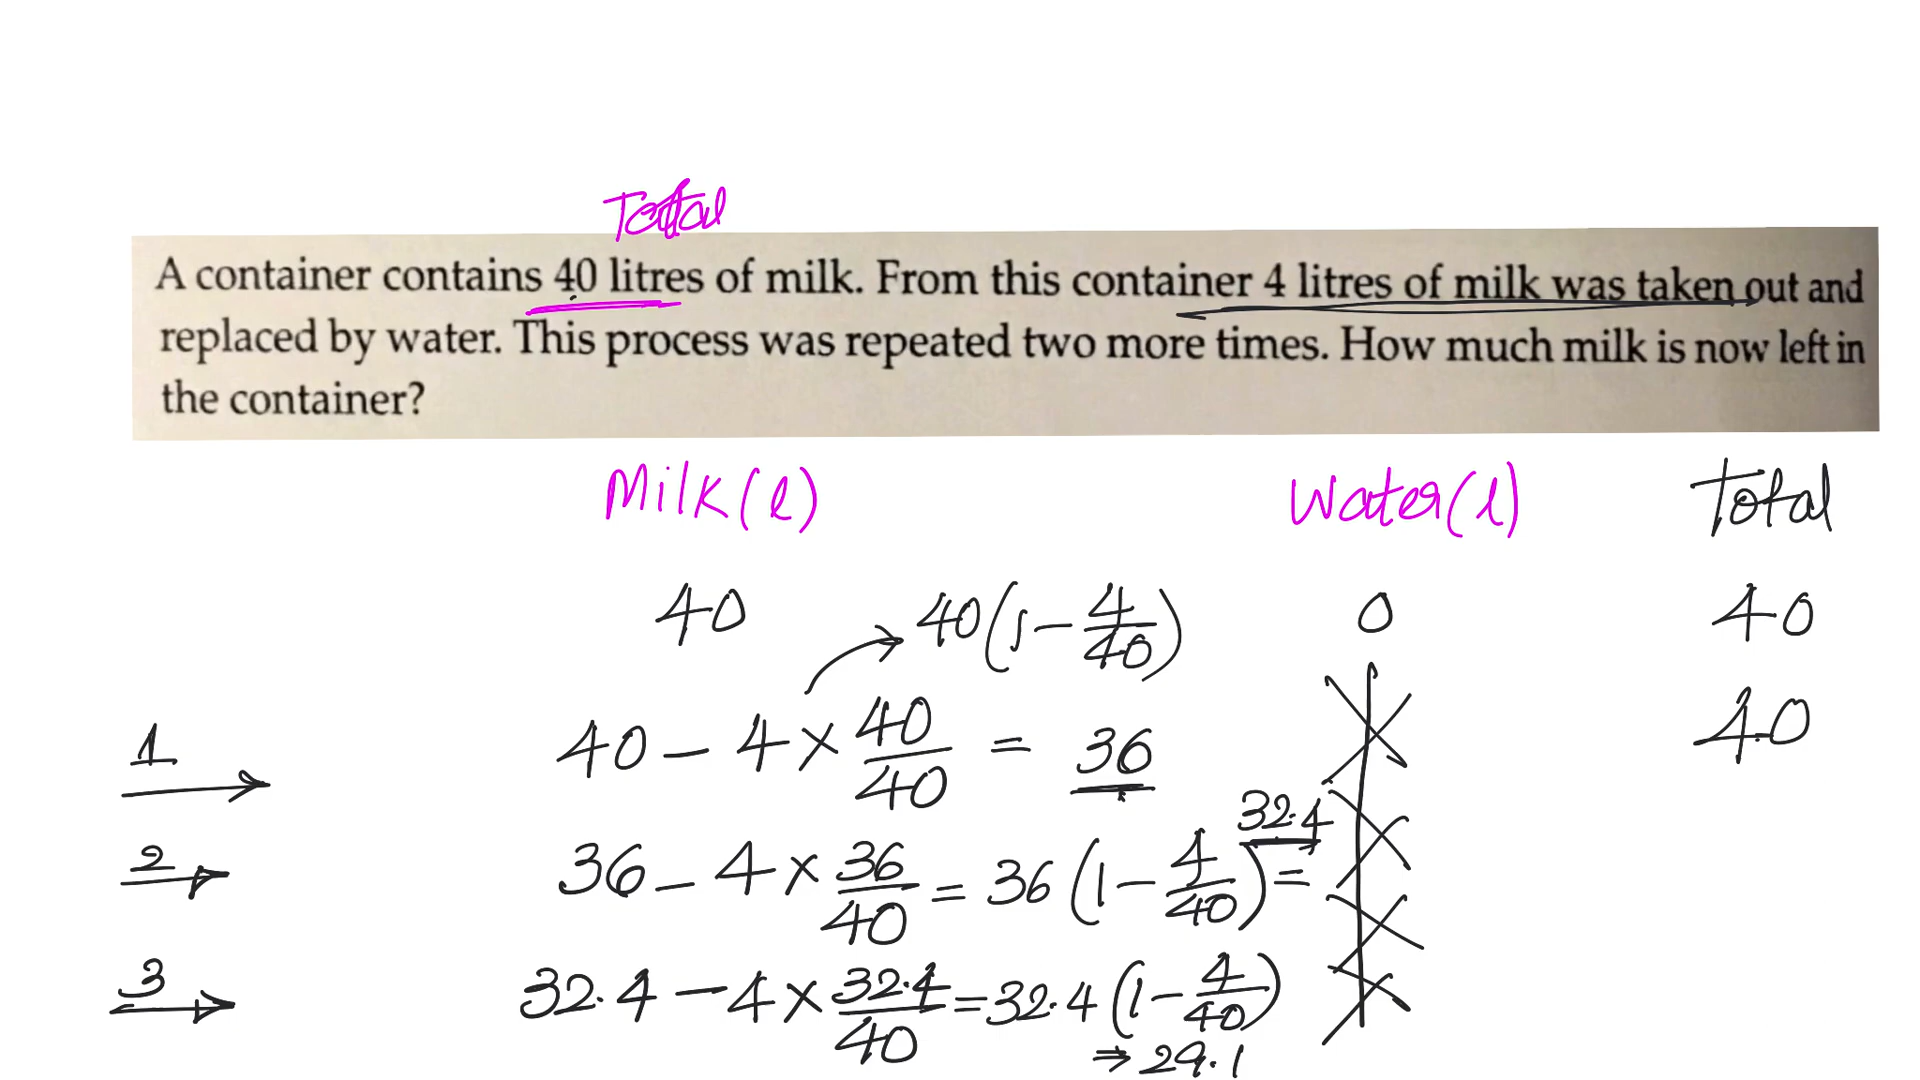 Total
A container contains 40 litres of milk. From this container 4 litres of milk was taken out and
replaced by water. This process was repeated two more times. How much milk is now left in
the container?
Milk(l) Water(l) Total
40 40(1-4/40) 0 40
1 40 - 4 × 40/40 = 36 40
2 36 - 4 × 36/40 = 36(1-4/40) = 32.4
3 32.4 - 4 × 32.4/40 = 32.4(1-4/40)
⇒ 29.1